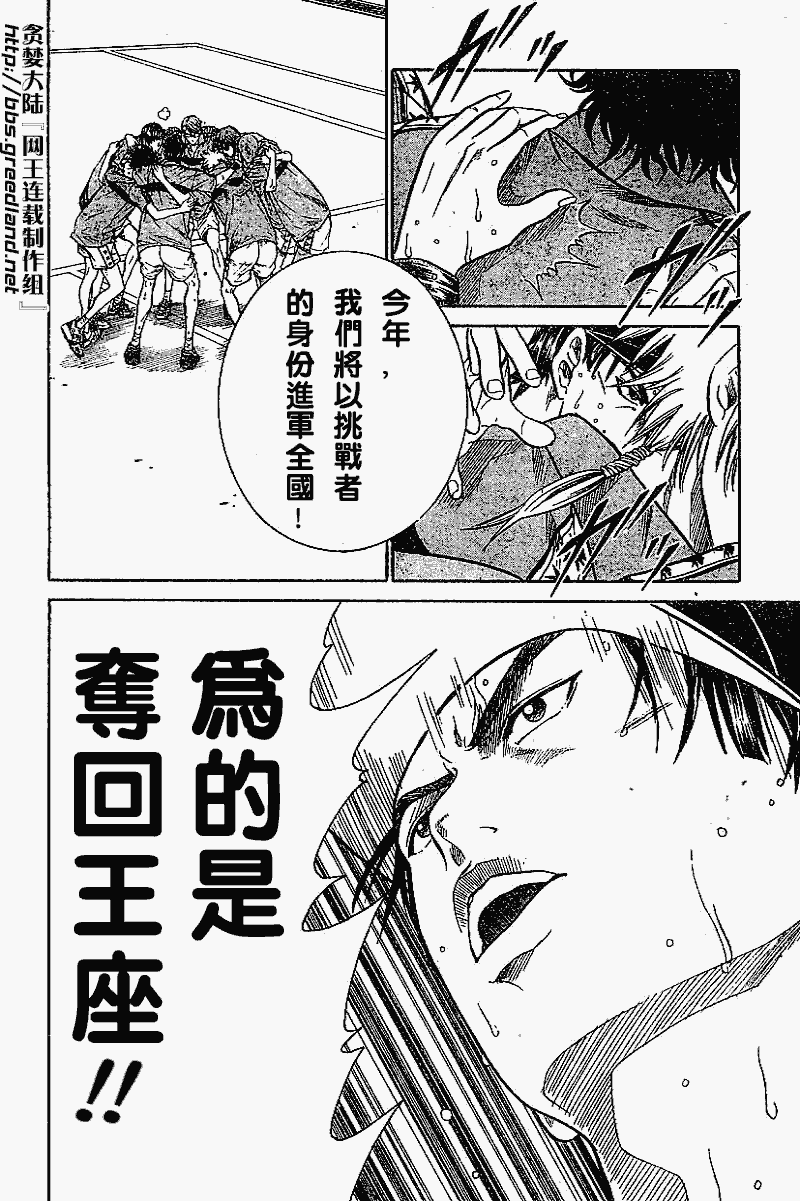 今年，
我們將以挑戰者
的身份進軍全國！
為的是
奪回王座!!
贪婪大陆『网王连载制作组』
http://bbs.greedland.net